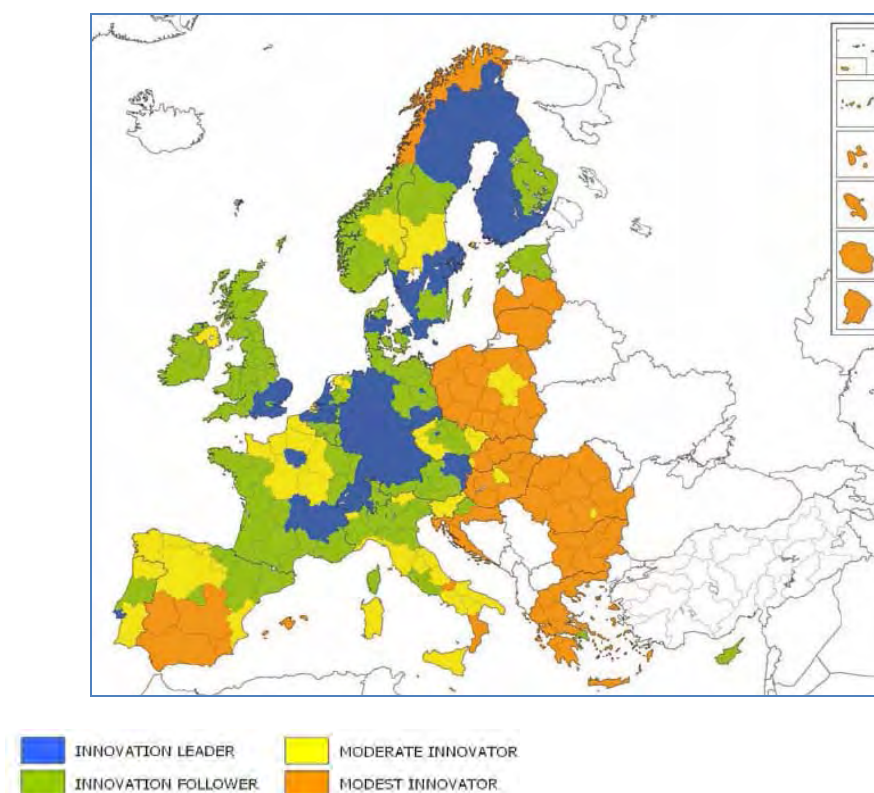 INNOVATION LEADER
MODERATE INNOVATOR
INNOVATION FOLLOWER
MODEST INNOVATOR